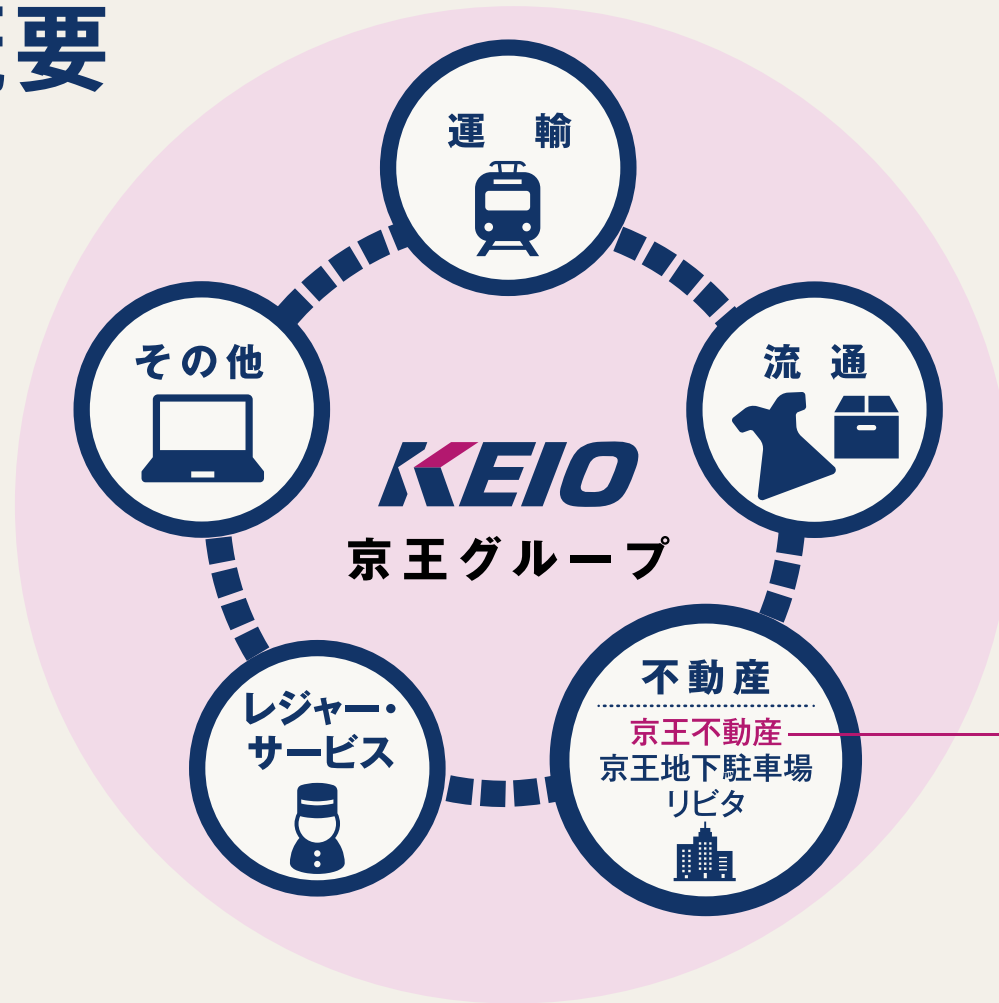 要
運 輸
その他
流 通
KEIO
京王グループ
レジャー・
サービス
不動産
京王不動産
京王地下駐車場
リビタ